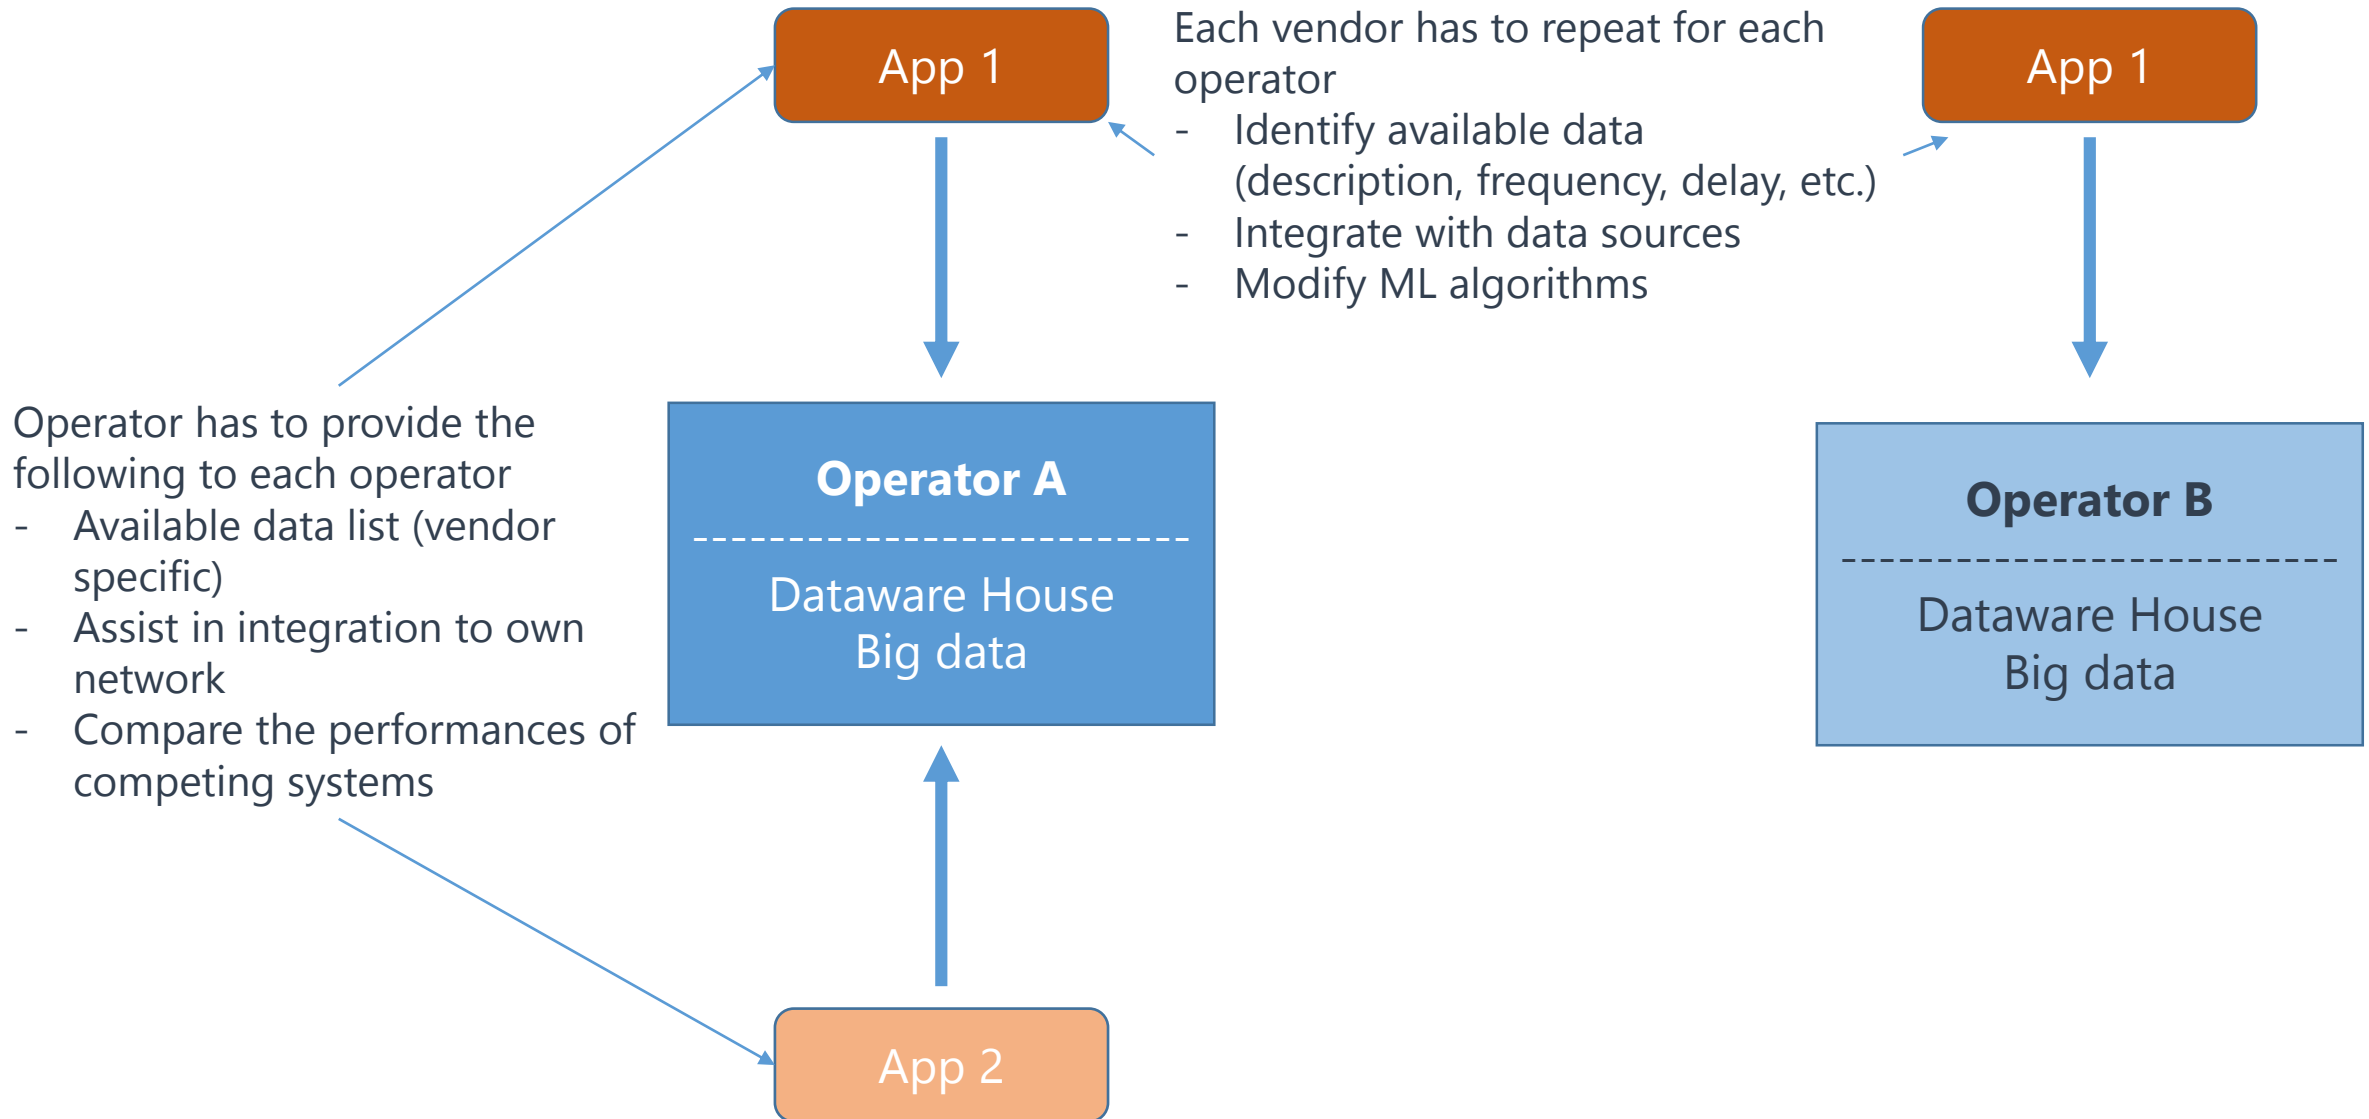 App 1
Each vendor has to repeat for each
operator
- Identify available data
(description, frequency, delay, etc.)
- Integrate with data sources
- Modify ML algorithms
App 1
Operator has to provide the
following to each operator
- Available data list (vendor
specific)
- Assist in integration to own
network
- Compare the performances of
competing systems
Operator A
Dataware House
Big data
Operator B
Dataware House
Big data
App 2